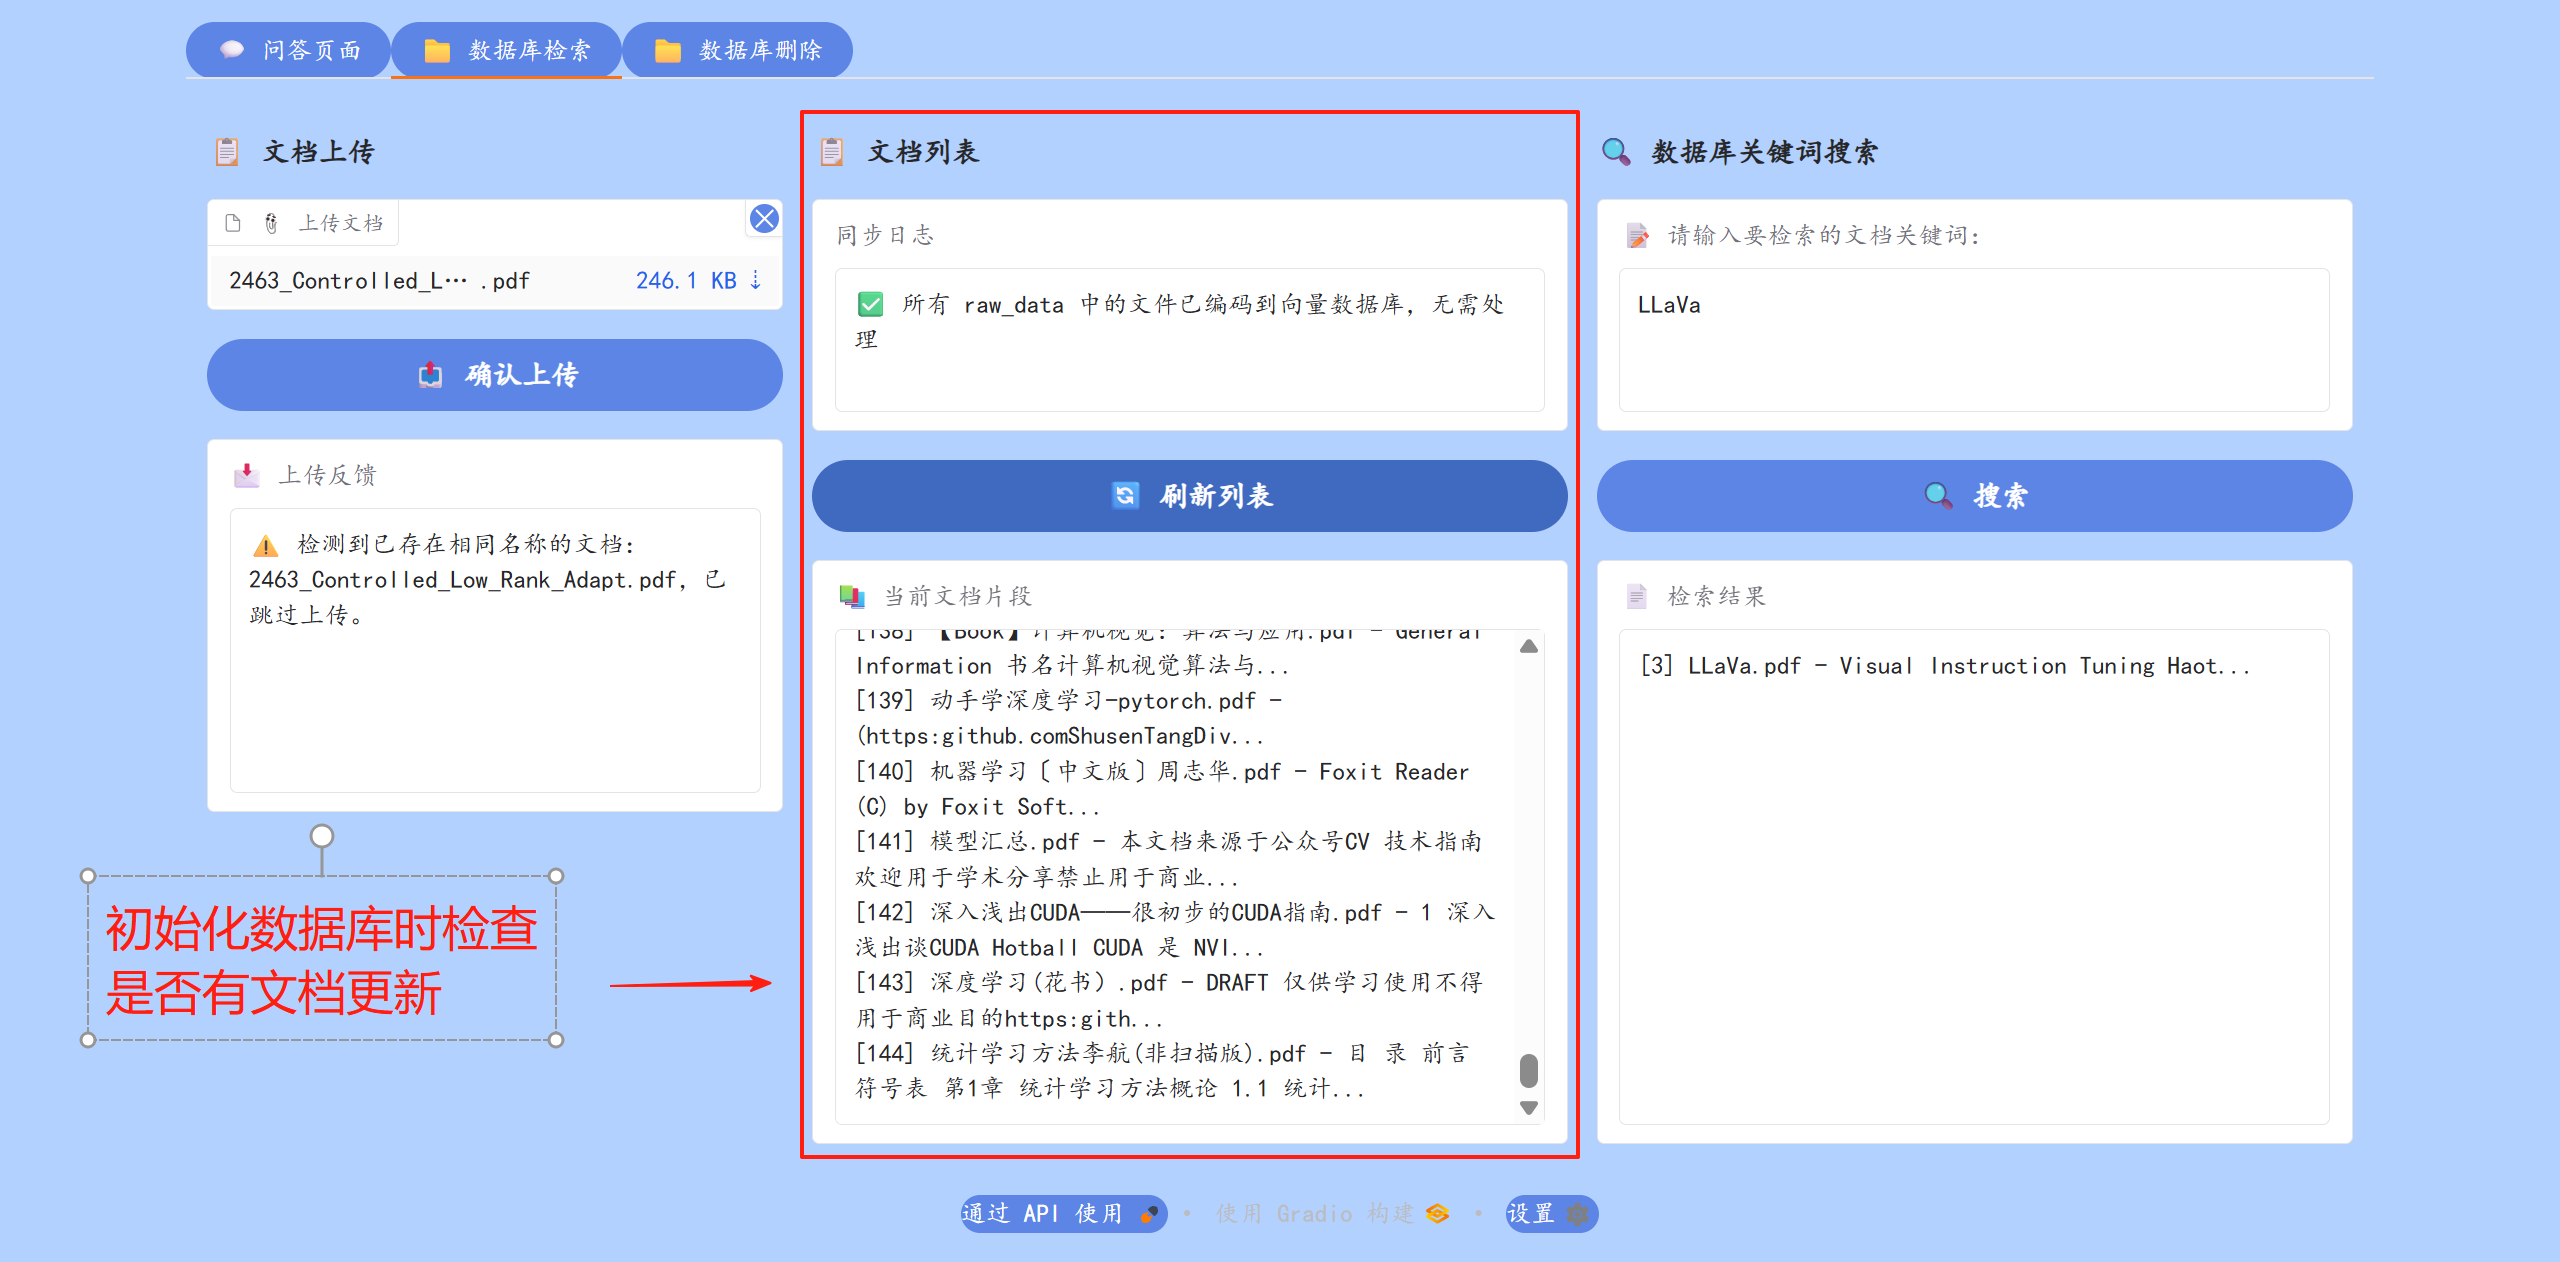 问答页面
数据库检索
数据库删除
文档上传
上传文档
2463_Controlled_L… .pdf
246.1 KB ⇣
确认上传
上传反馈
检测到已存在相同名称的文档：
2463_Controlled_Low_Rank_Adapt.pdf，已
跳过上传。
初始化数据库时检查
是否有文档更新
文档列表
同步日志
所有 raw_data 中的文件已编码到向量数据库，无需处
理
刷新列表
当前文档片段
[138] 【Book】计算机视觉：算法与应用.pdf - General
Information 书名计算机视觉算法与...
[139] 动手学深度学习-pytorch.pdf -
(https:github.comShusenTangDiv...
[140] 机器学习〔中文版〕周志华.pdf - Foxit Reader
(C) by Foxit Soft...
[141] 模型汇总.pdf - 本文档来源于公众号CV 技术指南
欢迎用于学术分享禁止用于商业...
[142] 深入浅出CUDA——很初步的CUDA指南.pdf - 1 深入
浅出谈CUDA Hotball CUDA 是 NVI...
[143] 深度学习(花书）.pdf - DRAFT 仅供学习使用不得
用于商业目的https:gith...
[144] 统计学习方法李航(非扫描版).pdf - 目 录 前言
符号表 第1章 统计学习方法概论 1.1 统计...
数据库关键词搜索
请输入要检索的文档关键词：
LLaVa
搜索
检索结果
[3] LLaVa.pdf - Visual Instruction Tuning Haot...
通过 API 使用 · 使用 Gradio 构建 · 设置